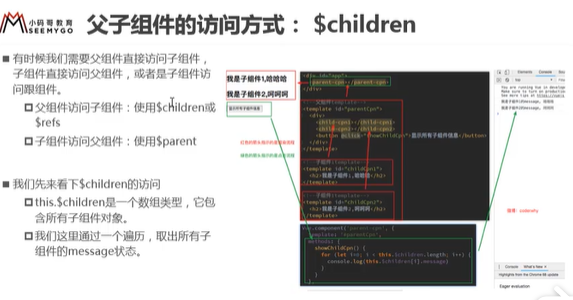 小码哥教育
SEEMYGO
父子组件的访问方式： $children
有时候我们需要父组件直接访问子组件，
子组件直接访问父组件，或者是子组件访
问跟组件。
父组件访问子组件：使用$children或
$refs
子组件访问父组件：使用$parent
我们先来看下$children的访问
this.$children是一个数组类型，它包
含所有子组件对象。
我们这里通过一个遍历，取出所有子
组件的message状态。
我是子组件1,哈哈哈
我是子组件2,呵呵呵
显示所有子组件信息
<div id="app">
<parent-cpn></parent-cpn>
</div>
<template id="parentCpn">
<div>
<child-cpn1></child-cpn1>
<child-cpn2></child-cpn2>
<button @click="showChildCpn">显示所有子组件信息</button>
</div>
</template>
<template id="childCpn1">
<h2>我是子组件1,哈哈哈</h2>
</template>
<h2>我是子组件2,呵呵呵</h2>
</template>
Vue.component('parent-cpn', {
template: '#parentCpn',
methods: {
showChildCpn() {
for (let i=0; i < this.$children.length; i++) {
console.log(this.$children[i].message)
}
}
}
Console
What's New
Eager evaluation